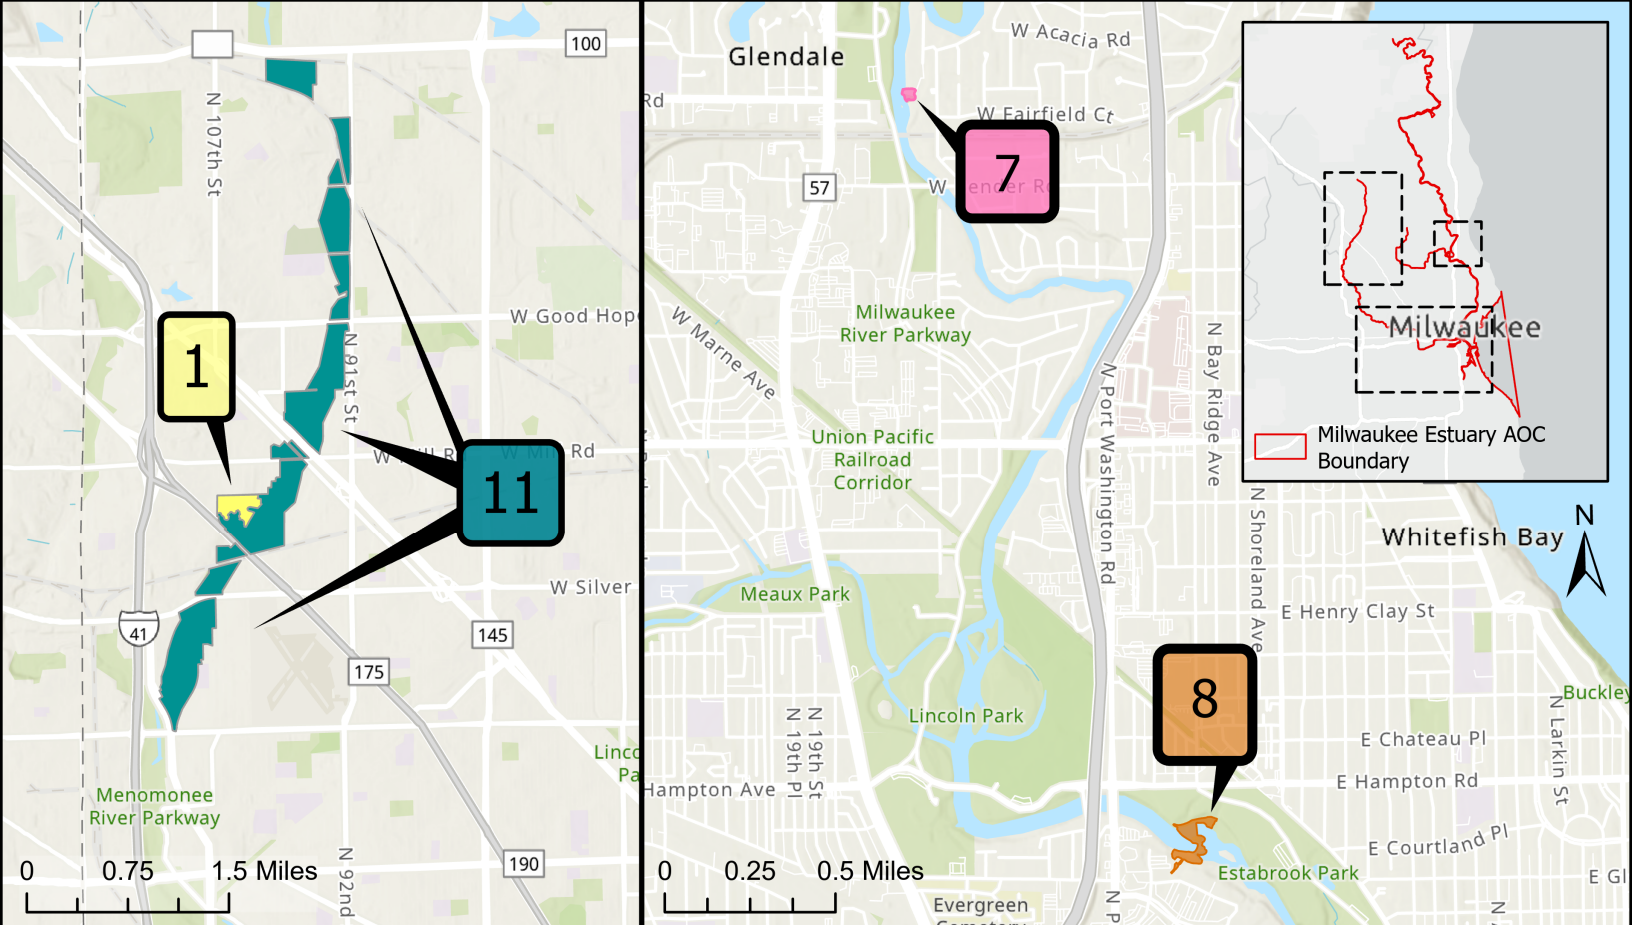 100
N 107th St
1
W Good Hope
N 91st St
W Mill Rd
11
W Silver
41
145
175
Linco
Pa
Menomonee
River Parkway
190
N 92nd
0 0.75 1.5 Miles
Glendale
W Acacia Rd
Rd
W Fairfield Ct
7
57
Milwaukee
River Parkway
W Marne Ave
N Port Washington Rd
N Bay Ridge Ave
Union Pacific
Railroad
Corridor
N Shoreland Ave
Meaux Park
E Henry Clay St
Whitefish Bay
N
8
Lincoln Park
N 19th Pl
N 19th St
Hampton Ave
Buckley
N Larkin St
E Chateau Pl
E Hampton Rd
E Courtland Pl
Estabrook Park
E Gl
Evergreen
Cemetery
N P
N
0 0.25 0.5 Miles
Milwaukee
Milwaukee Estuary AOC
Boundary